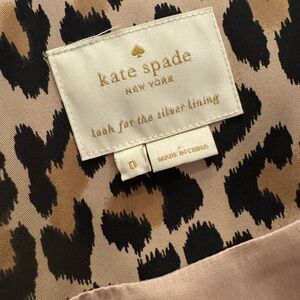 kate spade
NEW YORK
look for the silver lining
0
MADE IN CHINA